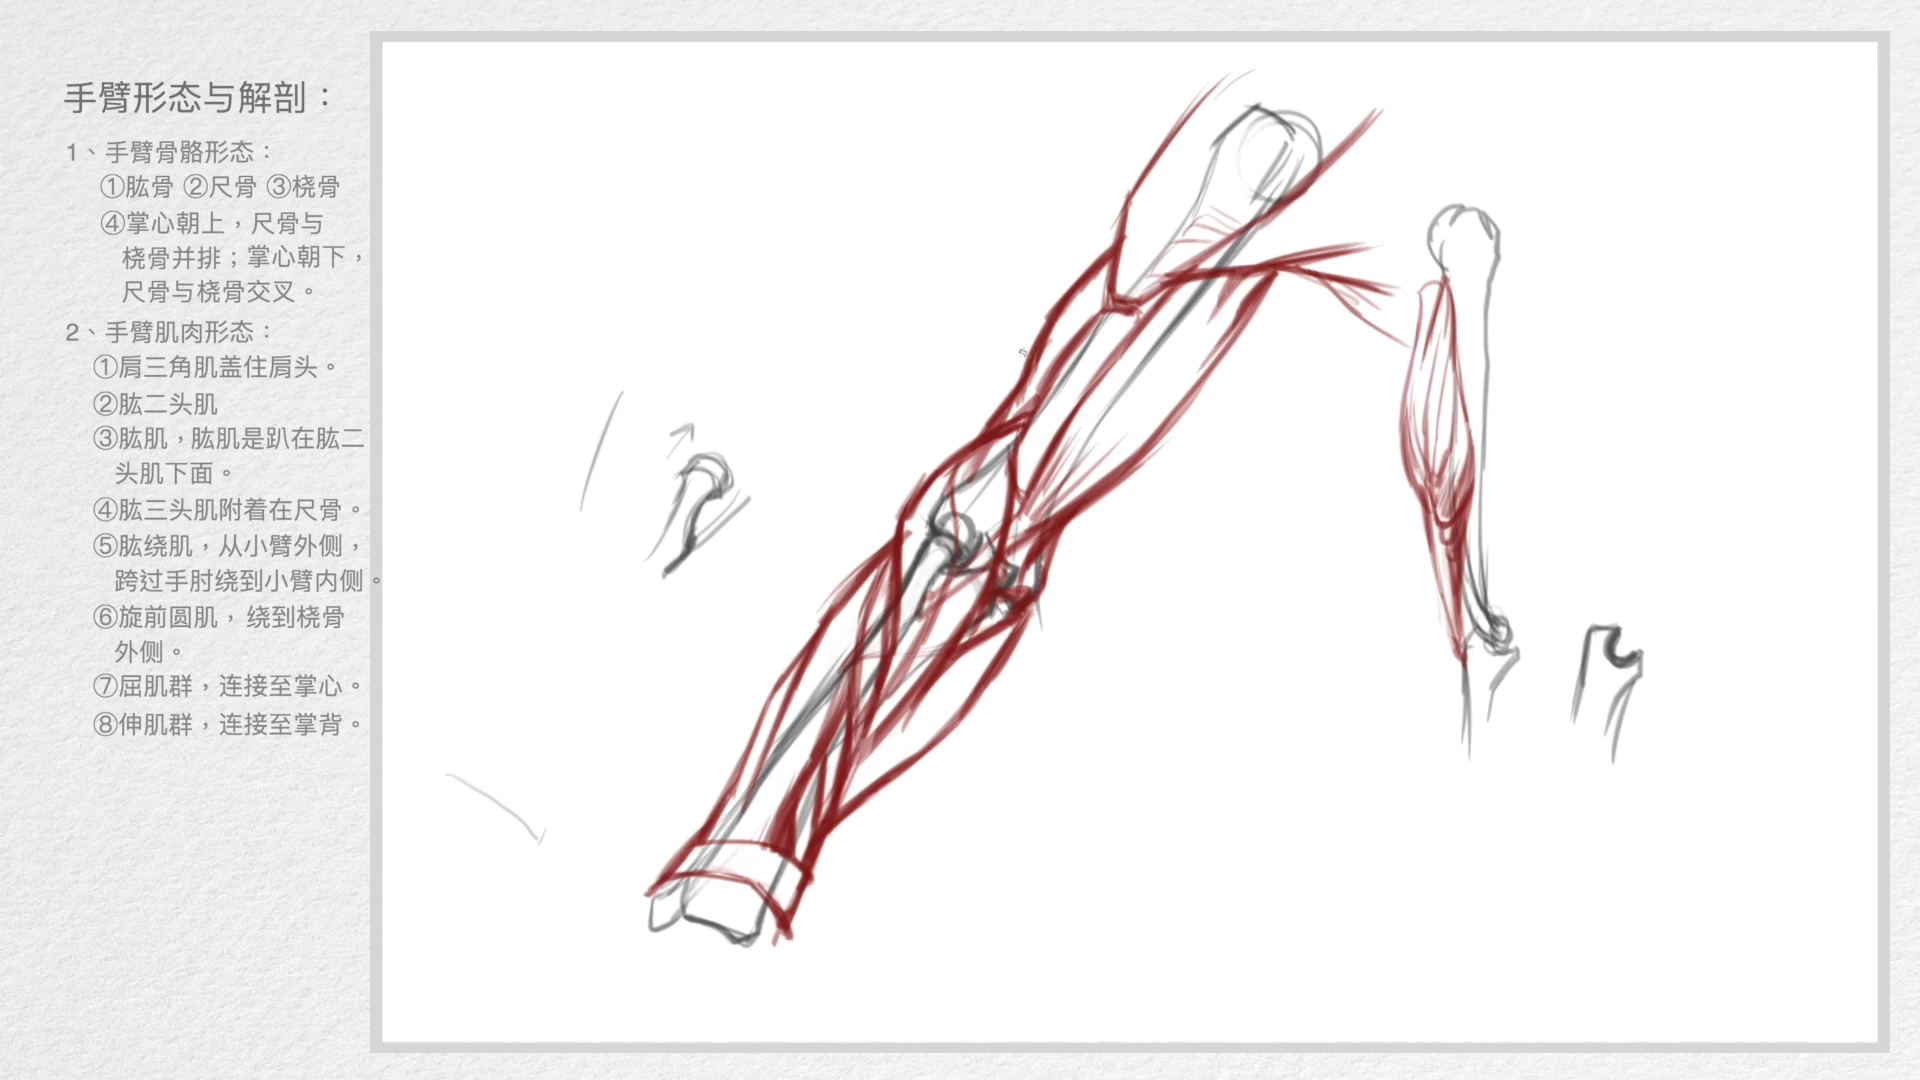 手臂形态与解剖：
1、手臂骨骼形态：
①肱骨 ②尺骨 ③桡骨
④掌心朝上，尺骨与
桡骨并排；掌心朝下，
尺骨与桡骨交叉。
2、手臂肌肉形态：
①肩三角肌盖住肩头。
②肱二头肌
③肱肌，肱肌是趴在肱二
头肌下面。
④肱三头肌附着在尺骨。
⑤肱绕肌，从小臂外侧，
跨过手肘绕到小臂内侧。
⑥旋前圆肌，绕到桡骨
外侧。
⑦屈肌群，连接至掌心。
⑧伸肌群，连接至掌背。